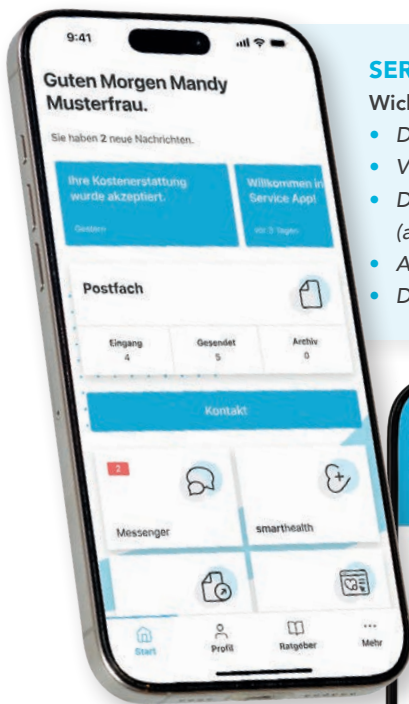 9:41
Guten Morgen Mandy
Musterfrau.
Sie haben 2 neue Nachrichten.
Ihre Kostenerstattung
wurde akzeptiert.
Gestern
Willkommen in
Service App!
vor 3 Tagen
Postfach
Eingang
4
Gesendet
5
Archiv
0
Kontakt
2
Messenger
smarthealth
Start
Profil
Ratgeber
Mehr
SER
Wich
• D
• V
• D
(a
• A
• D